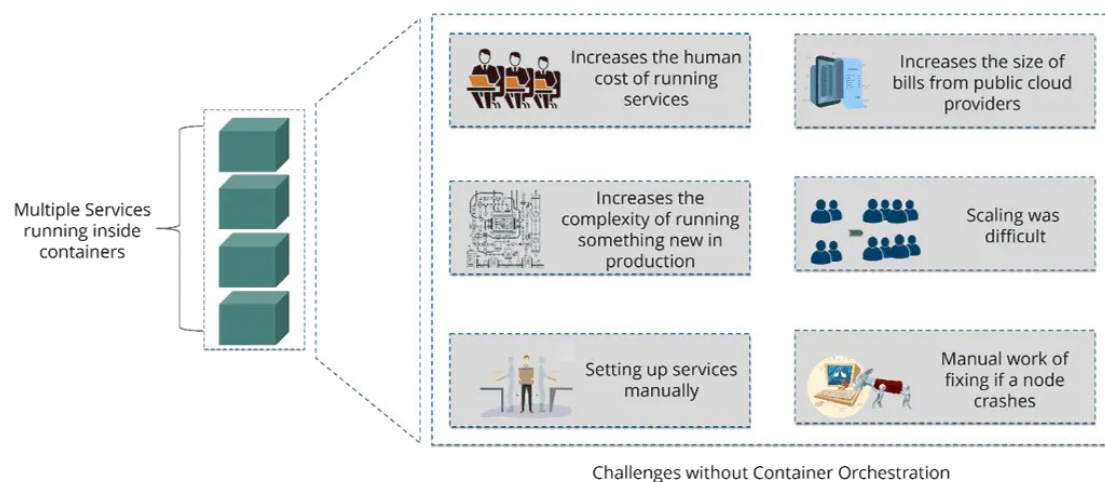 Multiple Services
running inside
containers
Increases the human
cost of running
services
Increases the size of
bills from public cloud
providers
Increases the
complexity of running
something new in
production
Scaling was
difficult
Setting up services
manually
Manual work of
fixing if a node
crashes
Challenges without Container Orchestration